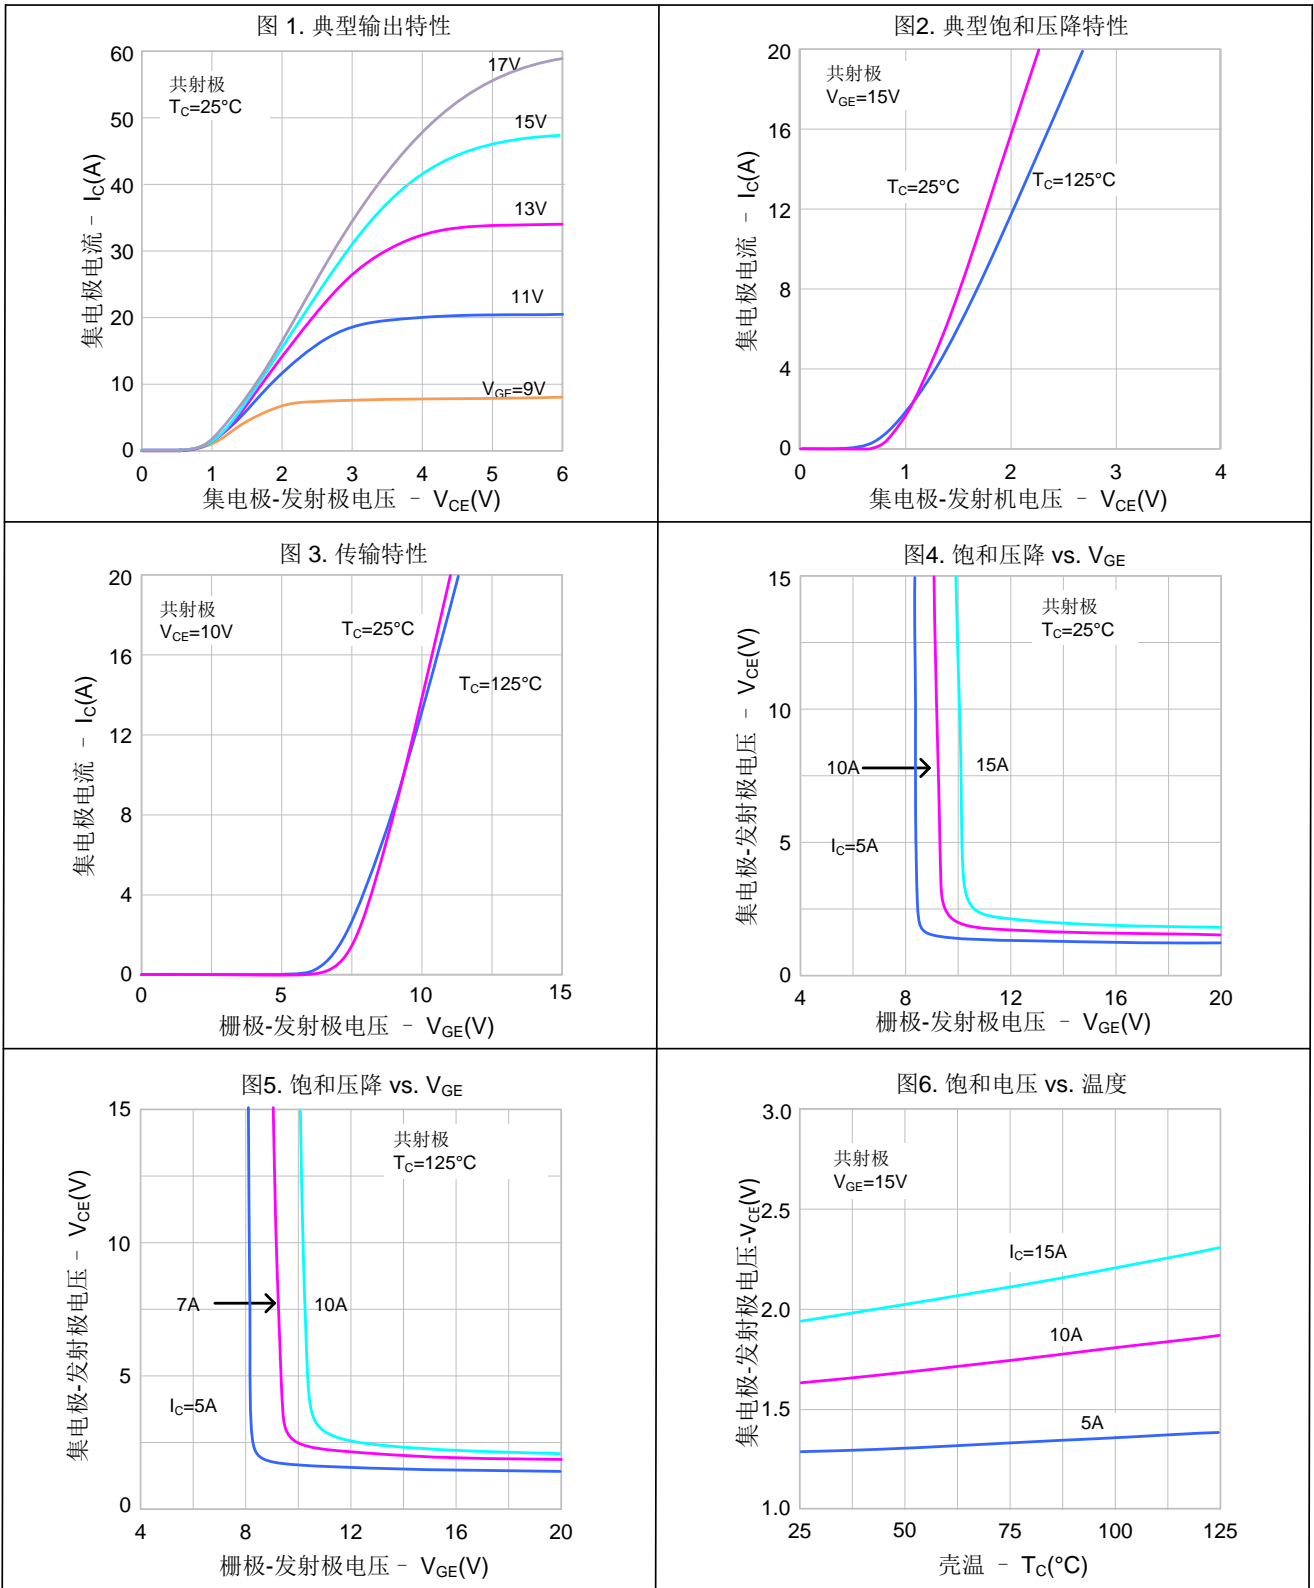 图 1. 典型输出特性
共射极
TC=25°C
17V
15V
13V
11V
VGE=9V
60
50
40
30
20
10
0
0 1 2 3 4 5 6
集电极电流 - IC(A)
集电极-发射极电压 - VCE(V)
图2. 典型饱和压降特性
共射极
VGE=15V
TC=25°C
TC=125°C
20
16
12
8
4
0
0 1 2 3 4
集电极电流 - IC(A)
集电极-发射机电压 - VCE(V)
图 3. 传输特性
共射极
VCE=10V
TC=25°C
TC=125°C
20
16
12
8
4
0
0 5 10 15
集电极电流 - IC(A)
栅极-发射极电压 - VGE(V)
图4. 饱和压降 vs. VGE
共射极
TC=25°C
10A
15A
IC=5A
15
10
5
0
4 8 12 16 20
集电极-发射极电压 - VCE(V)
栅极-发射极电压 - VGE(V)
图5. 饱和压降 vs. VGE
共射极
TC=125°C
7A
10A
IC=5A
15
10
5
0
4 8 12 16 20
集电极-发射极电压 - VCE(V)
栅极-发射极电压 - VGE(V)
图6. 饱和电压 vs. 温度
共射极
VGE=15V
IC=15A
10A
5A
3.0
2.5
2.0
1.5
1.0
25 50 75 100 125
集电极-发射极电压-VCE(V)
壳温 - TC(°C)